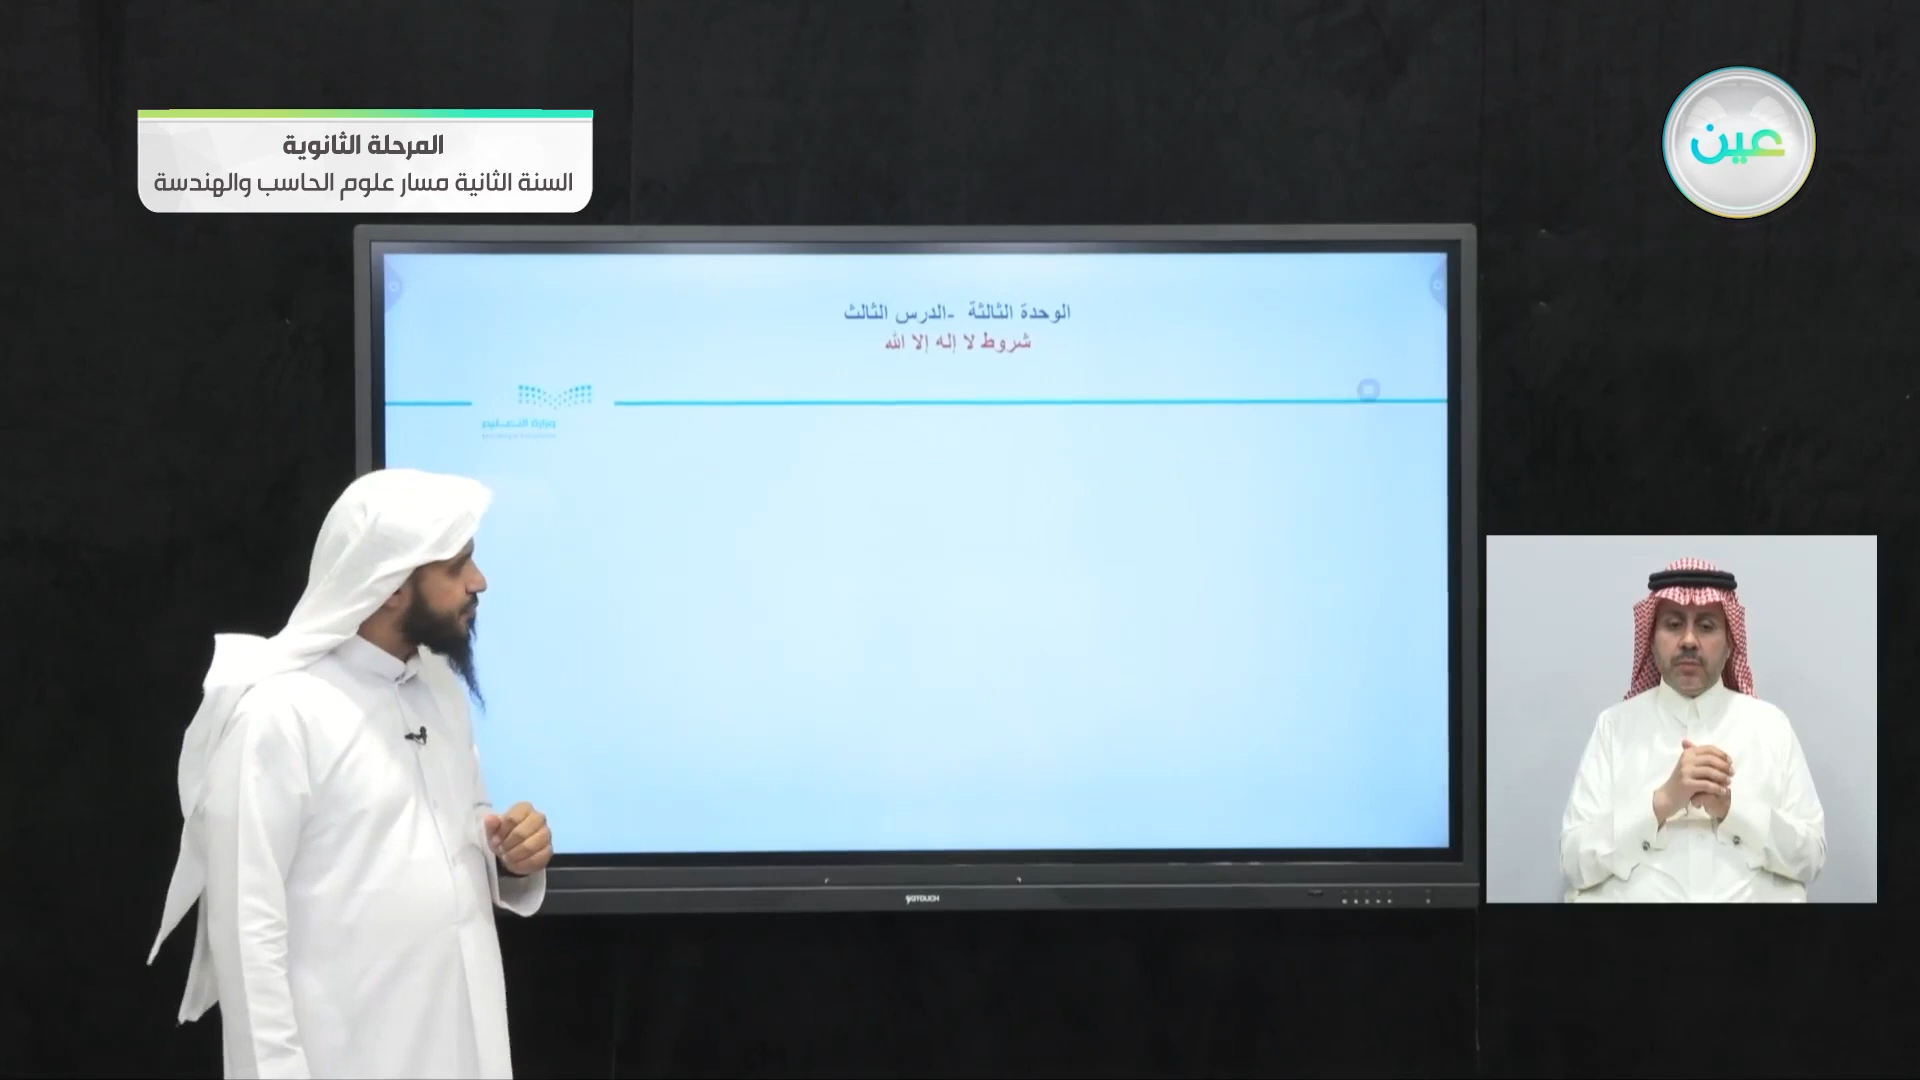 المرحلة الثانوية
السنة الثانية مسار علوم الحاسب والهندسة
عين
الوحدة الثالثة -الدرس الثالث
شروط لا إله إلا الله
وزارة التعليم